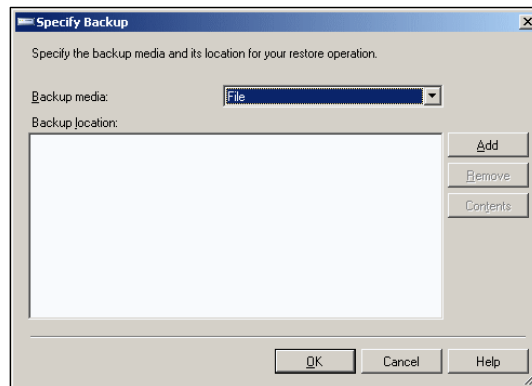 Specify Backup
Specify the backup media and its location for your restore operation.
Backup media:
File
Backup location:
Add
Remove
Contents
OK
Cancel
Help